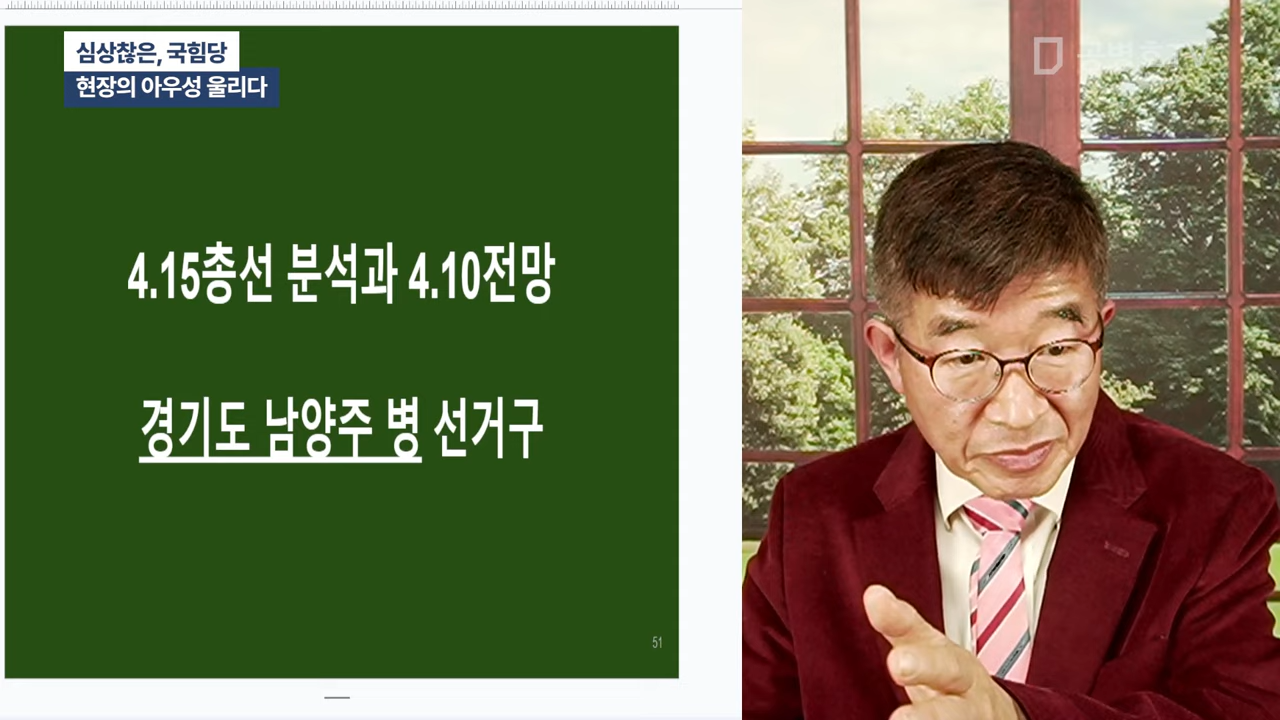 심상찮은, 국힘당
현장의 아우성 울리다
4.15총선 분석과 4.10전망
경기도 남양주 병 선거구
51